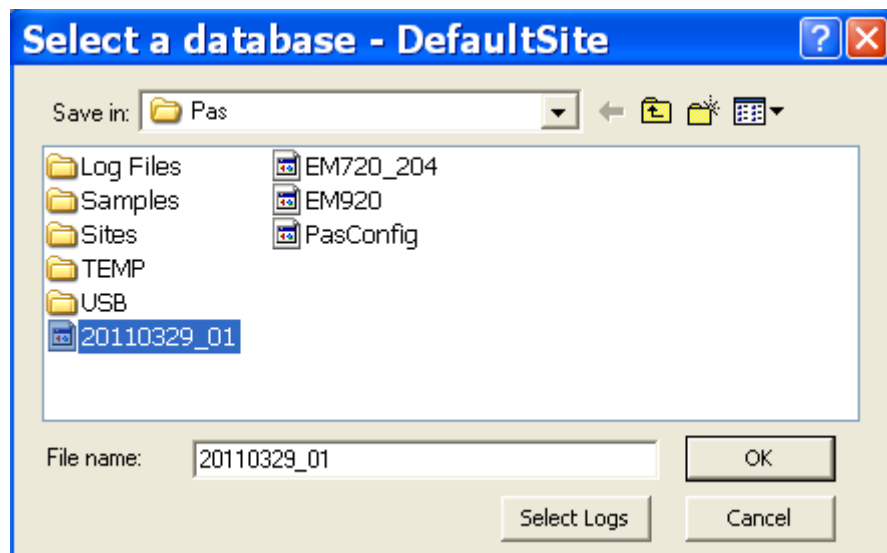 Select a database - DefaultSite
Save in: Pas
Log Files EM720_204
Samples EM920
Sites PasConfig
TEMP
USB
20110329_01
File name: 20110329_01 OK
Select Logs Cancel